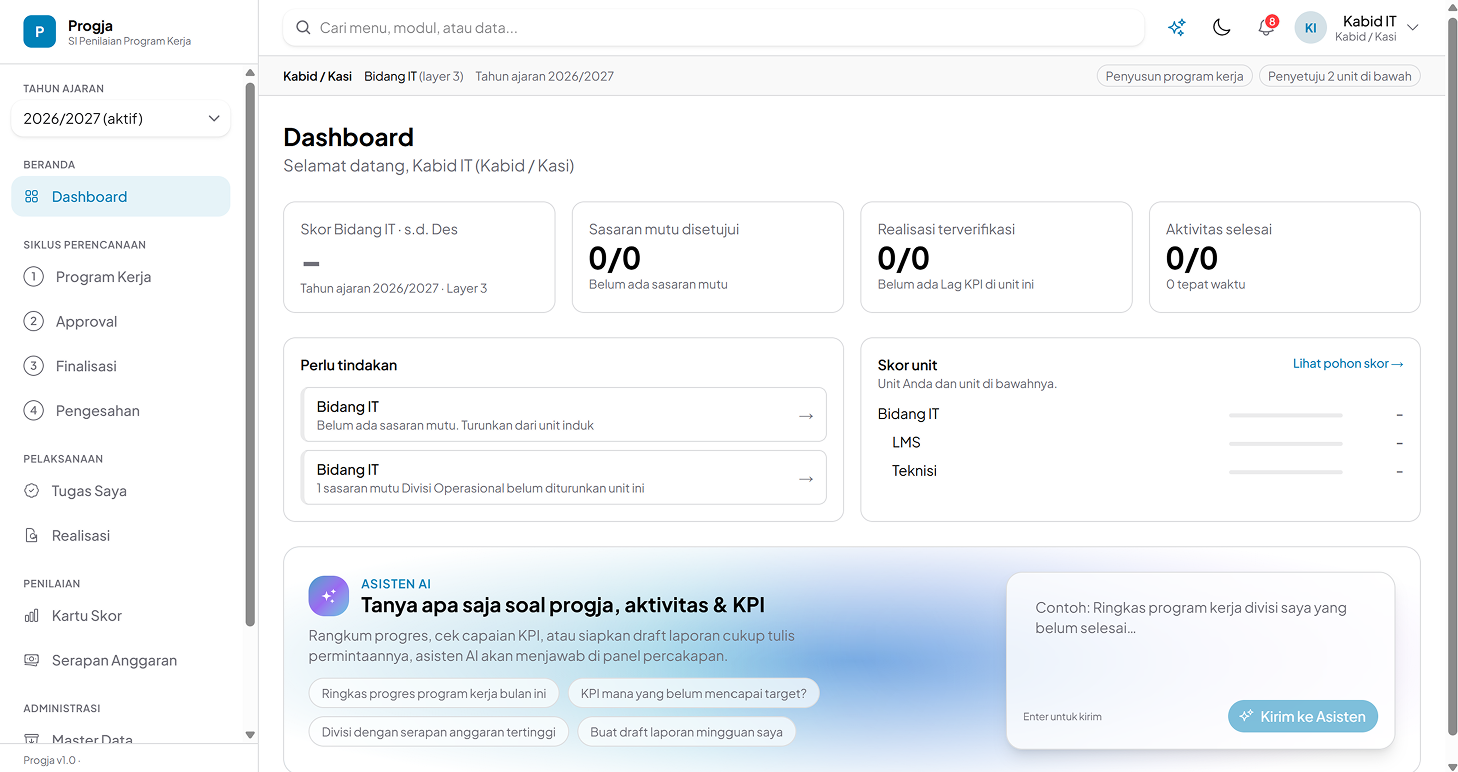 P
Progja
SI Penilaian Program Kerja
TAHUN AJARAN
2026/2027 (aktif)
BERANDA
Dashboard
SIKLUS PERENCANAAN
1 Program Kerja
2 Approval
3 Finalisasi
4 Pengesahan
PELAKSANAAN
Tugas Saya
Realisasi
PENILAIAN
Kartu Skor
Serapan Anggaran
ADMINISTRASI
Master Data
Progja v1.0 ·
Cari menu, modul, atau data...
8
KI
Kabid IT
Kabid / Kasi
Kabid / Kasi Bidang IT (layer 3) Tahun ajaran 2026/2027
Penyusun program kerja
Penyetuju 2 unit di bawah
Dashboard
Selamat datang, Kabid IT (Kabid / Kasi)
Skor Bidang IT · s.d. Des
–
Tahun ajaran 2026/2027 · Layer 3
Sasaran mutu disetujui
0/0
Belum ada sasaran mutu
Realisasi terverifikasi
0/0
Belum ada Lag KPI di unit ini
Aktivitas selesai
0/0
0 tepat waktu
Perlu tindakan
Bidang IT
Belum ada sasaran mutu. Turunkan dari unit induk
→
Bidang IT
1 sasaran mutu Divisi Operasional belum diturunkan unit ini
→
Skor unit
Lihat pohon skor →
Unit Anda dan unit di bawahnya.
Bidang IT –
LMS –
Teknisi –
ASISTEN AI
Tanya apa saja soal progja, aktivitas & KPI
Rangkum progres, cek capaian KPI, atau siapkan draft laporan cukup tulis
permintaannya, asisten AI akan menjawab di panel percakapan.
Ringkas progres program kerja bulan ini
KPI mana yang belum mencapai target?
Divisi dengan serapan anggaran tertinggi
Buat draft laporan mingguan saya
Contoh: Ringkas program kerja divisi saya yang
belum selesai...
Enter untuk kirim
Kirim ke Asisten